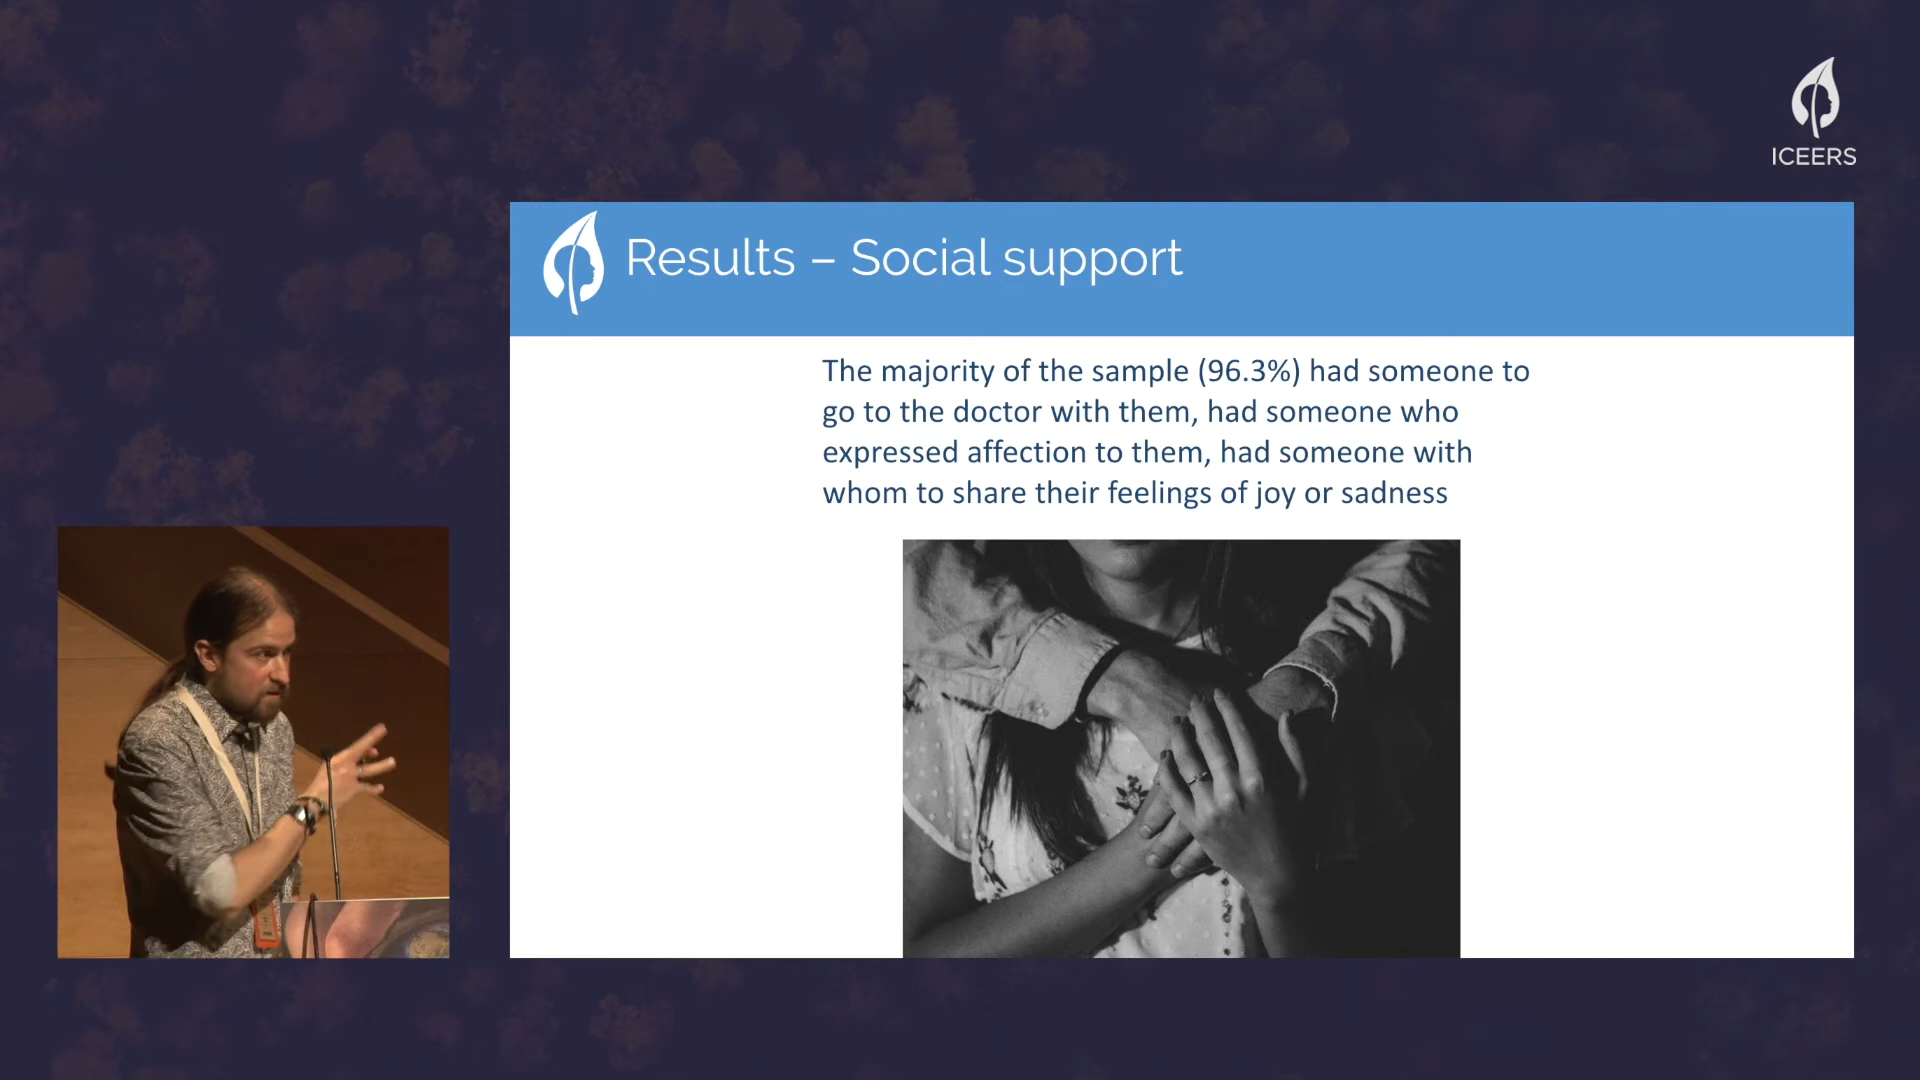 ICEERS
Results – Social support
The majority of the sample (96.3%) had someone to
go to the doctor with them, had someone who
expressed affection to them, had someone with
whom to share their feelings of joy or sadness